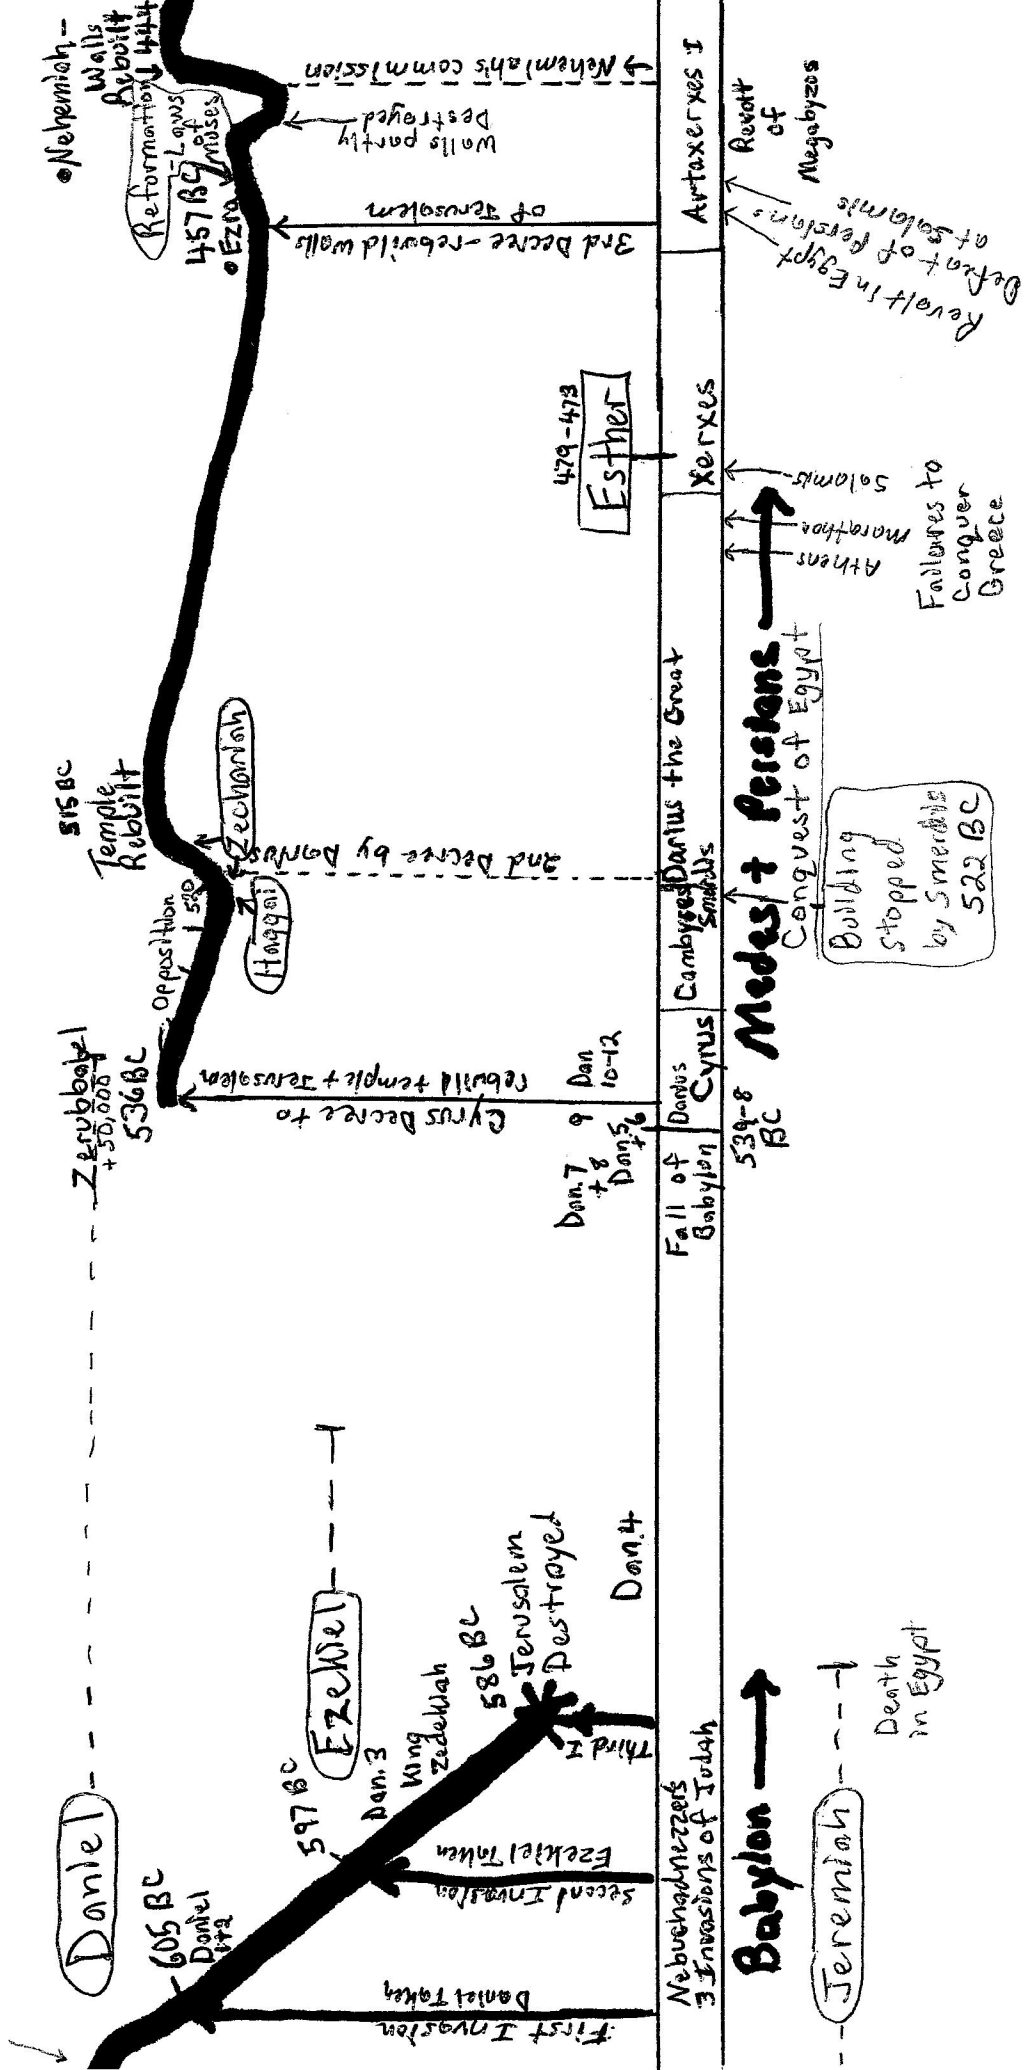 Daniel
605 BC
Daniel
1+2
First Invasion
Daniel Taken
Second Invasion
Ezekiel Taken
597 BC
Dan. 3
King
Zedekiah
Ezekiel
586 BC
Jerusalem
Destroyed
Third I
Dan. 4
Nebuchadnezzer's
3 Invasions of Judah
Babylon
Jeremiah
Death
in Egypt
Zerubbabel
+50,000
536 BC
Cyrus Decree to
rebuild temple + Jerusalem
Dan. 7
+ 8
Dan. 5
+ 6
9
Dan
10-12
Fall of
Babylon
Darius
Cyrus
539-8
BC
Opposition
520
Haggai
Zechariah
515 BC
Temple
Rebuilt
2nd Decree by Darius
Cambyses
Smerdis
Darius the Great
Medes + Persians
Conquest of Egypt
Building
Stopped
by Smerdis
522 BC
479-473
Esther
Xerxes
Athens
Marathon
Salamis
Failures to
Conquer
Greece
457 BC
• Ezra
Reformation
-Laws
of
Moses
3rd Decree - rebuild walls
of Jerusalem
Walls partly
Destroyed
• Nehemiah -
Walls
Rebuilt
444
Nehemiah's commission
Artaxerxes I
Revolt in Egypt
Defeat of Persians
at Salamis
Revolt
of
Megabyzos